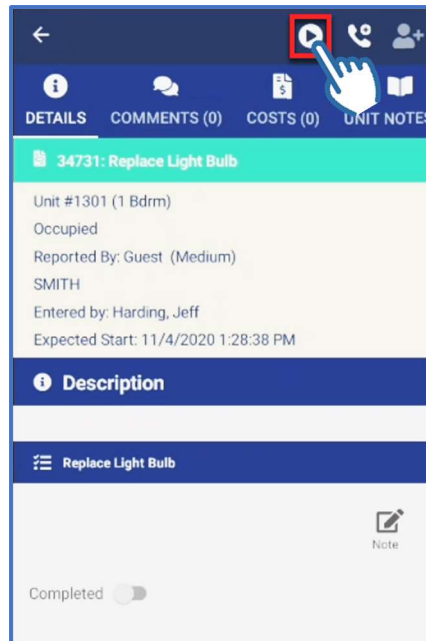 DETAILS COMMENTS (0) COSTS (0) UNIT NOTES
34731: Replace Light Bulb
Unit #1301 (1 Bdrm)
Occupied
Reported By: Guest (Medium)
SMITH
Entered by: Harding, Jeff
Expected Start: 11/4/2020 1:28:38 PM
Description
Replace Light Bulb
Note
Completed